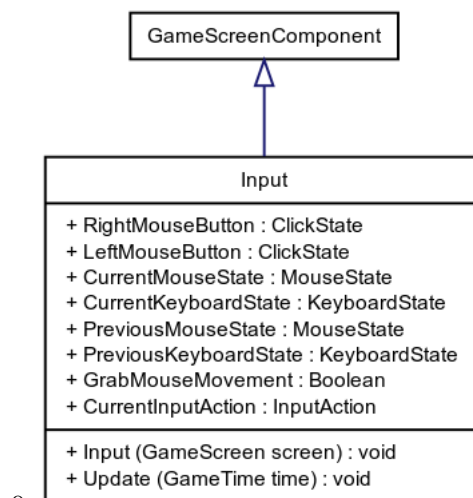 GameScreenComponent
Input
+ RightMouseButton : ClickState
+ LeftMouseButton : ClickState
+ CurrentMouseState : MouseState
+ CurrentKeyboardState : KeyboardState
+ PreviousMouseState : MouseState
+ PreviousKeyboardState : KeyboardState
+ GrabMouseMovement : Boolean
+ CurrentInputAction : InputAction
+ Input (GameScreen screen) : void
+ Update (GameTime time) : void